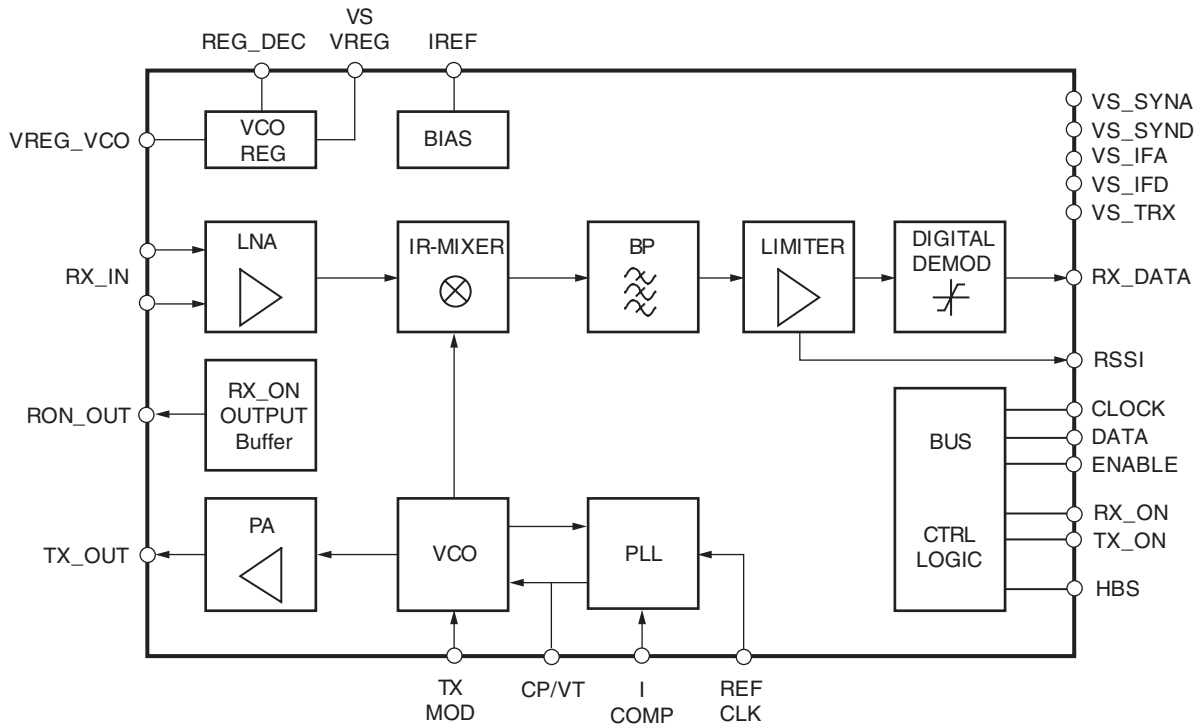 VS
REG_DEC
VREG
IREF
VREG_VCO
VCO
REG
BIAS
VS_SYNA
VS_SYND
VS_IFA
VS_IFD
VS_TRX
RX_IN
LNA
IR-MIXER
BP
LIMITER
DIGITAL
DEMOD
RX_DATA
RSSI
RON_OUT
RX_ON
OUTPUT
Buffer
BUS
CTRL
LOGIC
CLOCK
DATA
ENABLE
RX_ON
TX_ON
HBS
TX_OUT
PA
VCO
PLL
TX
MOD
CP/VT
I
COMP
REF
CLK